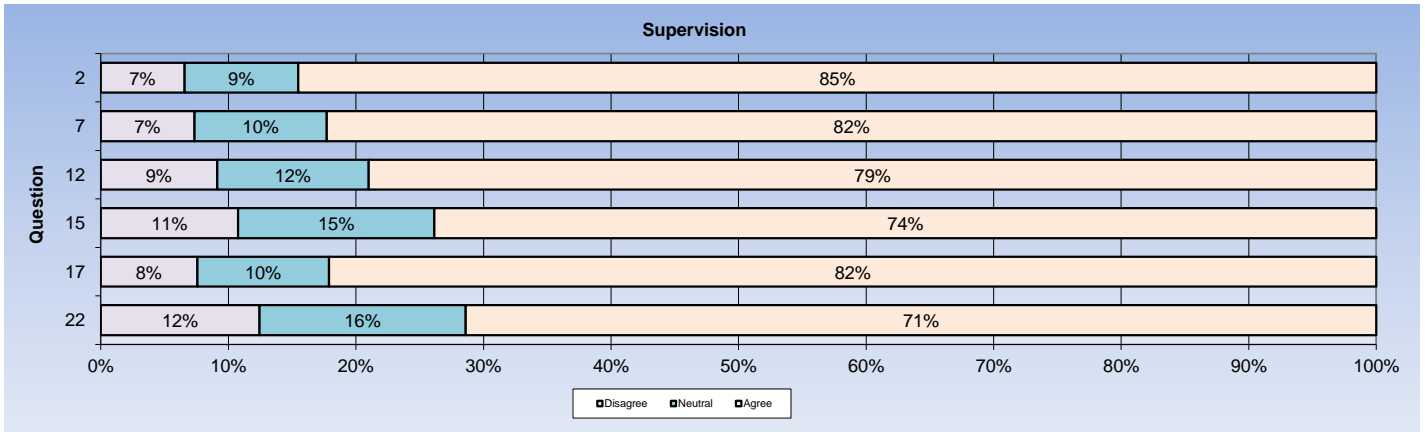 Supervision
Question
2 7% 9% 85%
7 7% 10% 82%
12 9% 12% 79%
15 11% 15% 74%
17 8% 10% 82%
22 12% 16% 71%
0% 10% 20% 30% 40% 50% 60% 70% 80% 90% 100%
Disagree Neutral Agree